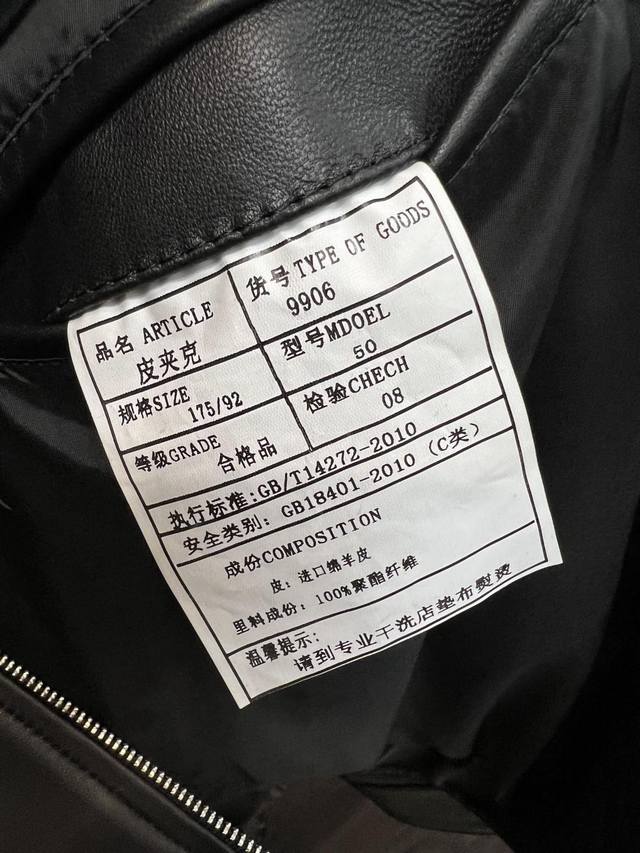 品名 ARTICLE
皮夹克
货号 TYPE OF GOODS
9906
规格SIZE
175/92
型号MDOEL
50
等级GRADE
合格品
检验CHECH
08
执行标准:GB/T14272-2010
安全类别: GB18401-2010 (C类)
成份COMPOSITION
皮: 进口绵羊皮
里料成份: 100%聚酯纤维
温馨提示:
请到专业干洗店垫布熨烫